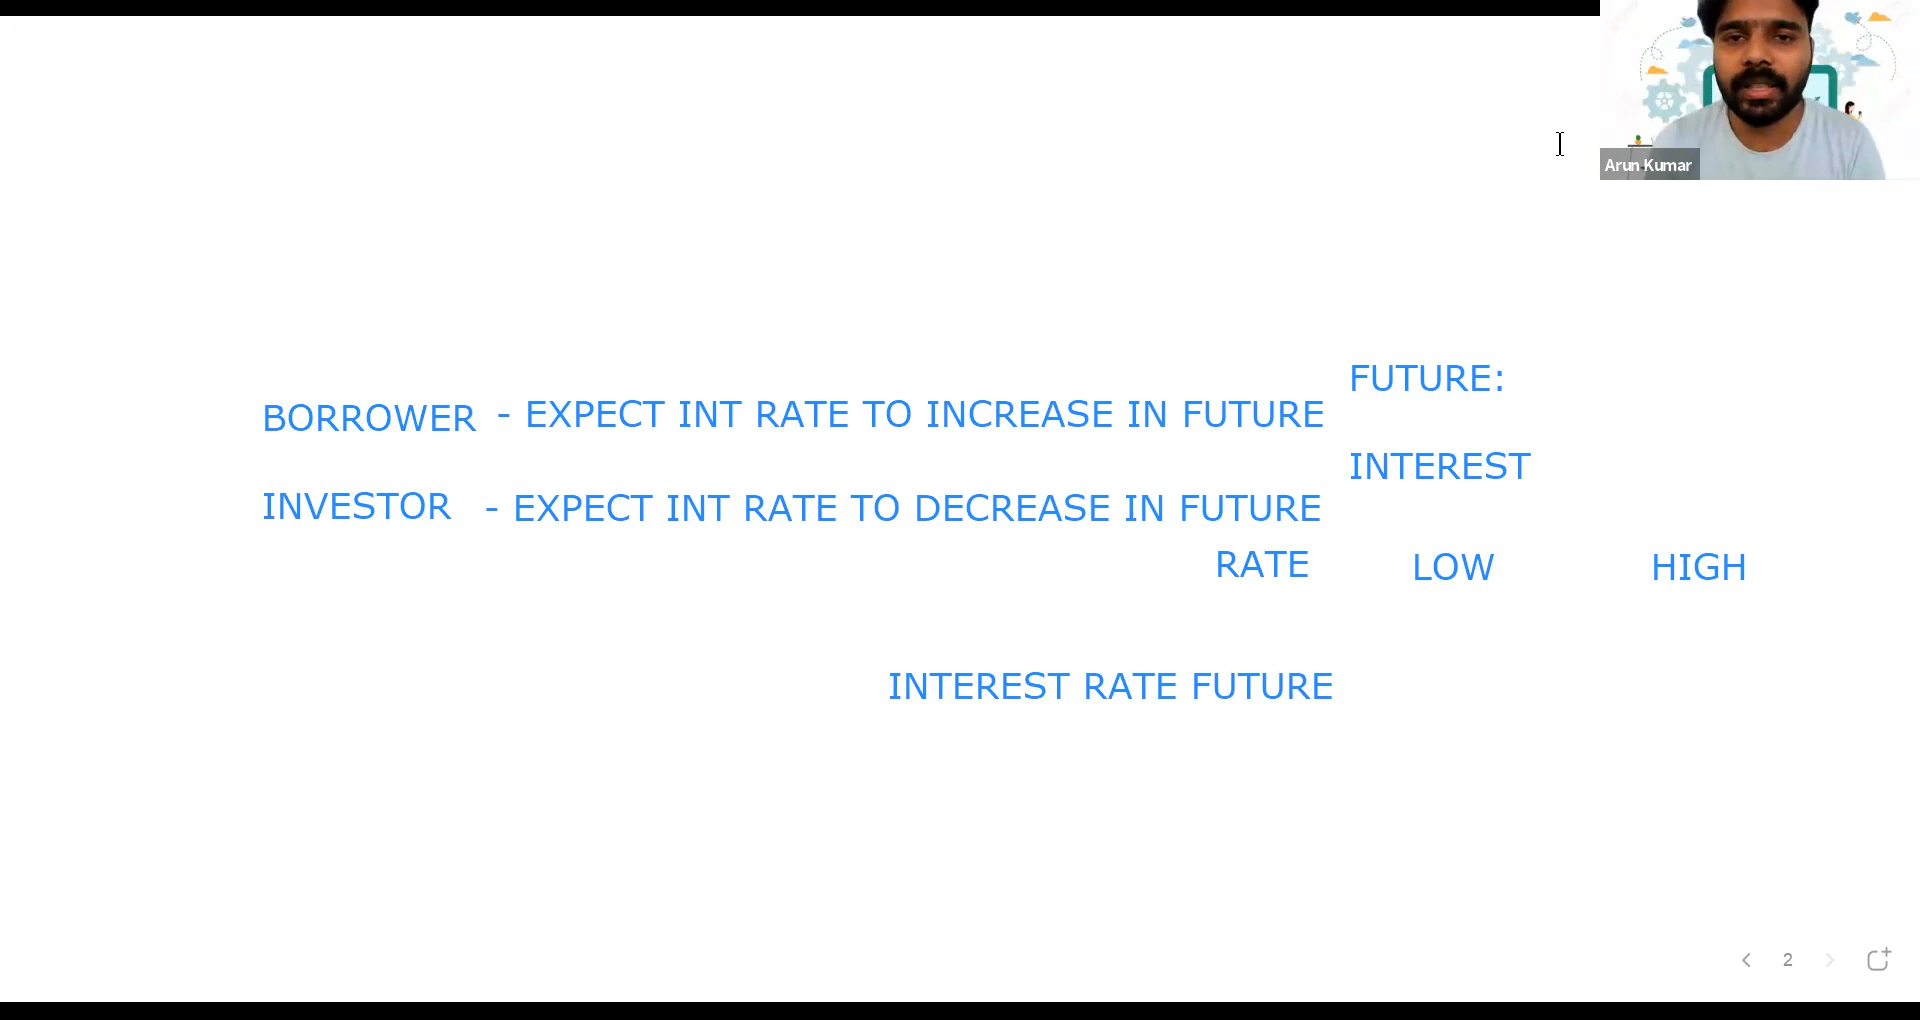 Arun Kumar
FUTURE:
BORROWER - EXPECT INT RATE TO INCREASE IN FUTURE
INTEREST
INVESTOR - EXPECT INT RATE TO DECREASE IN FUTURE
RATE LOW HIGH
INTEREST RATE FUTURE
2